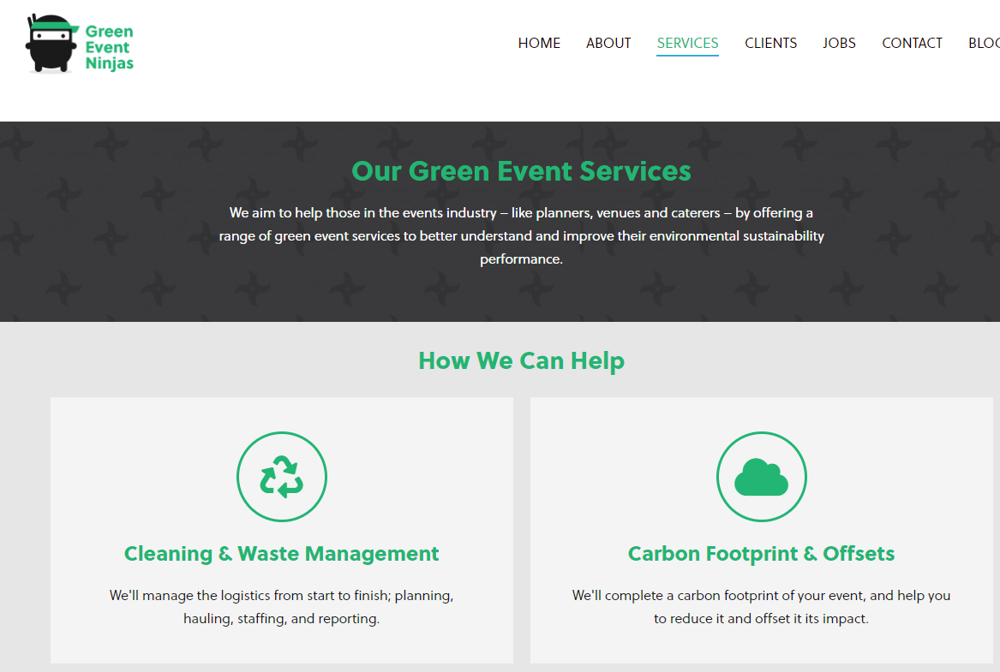 Green
Event
Ninjas
HOME ABOUT SERVICES CLIENTS JOBS CONTACT
Our Green Event Services
We aim to help those in the events industry – like planners, venues and caterers – by offering a
range of green event services to better understand and improve their environmental sustainability
performance.
How We Can Help
Cleaning & Waste Management
We'll manage the logistics from start to finish; planning,
hauling, staffing, and reporting.
Carbon Footprint & Offsets
We'll complete a carbon footprint of your event, and help you
to reduce it and offset it its impact.